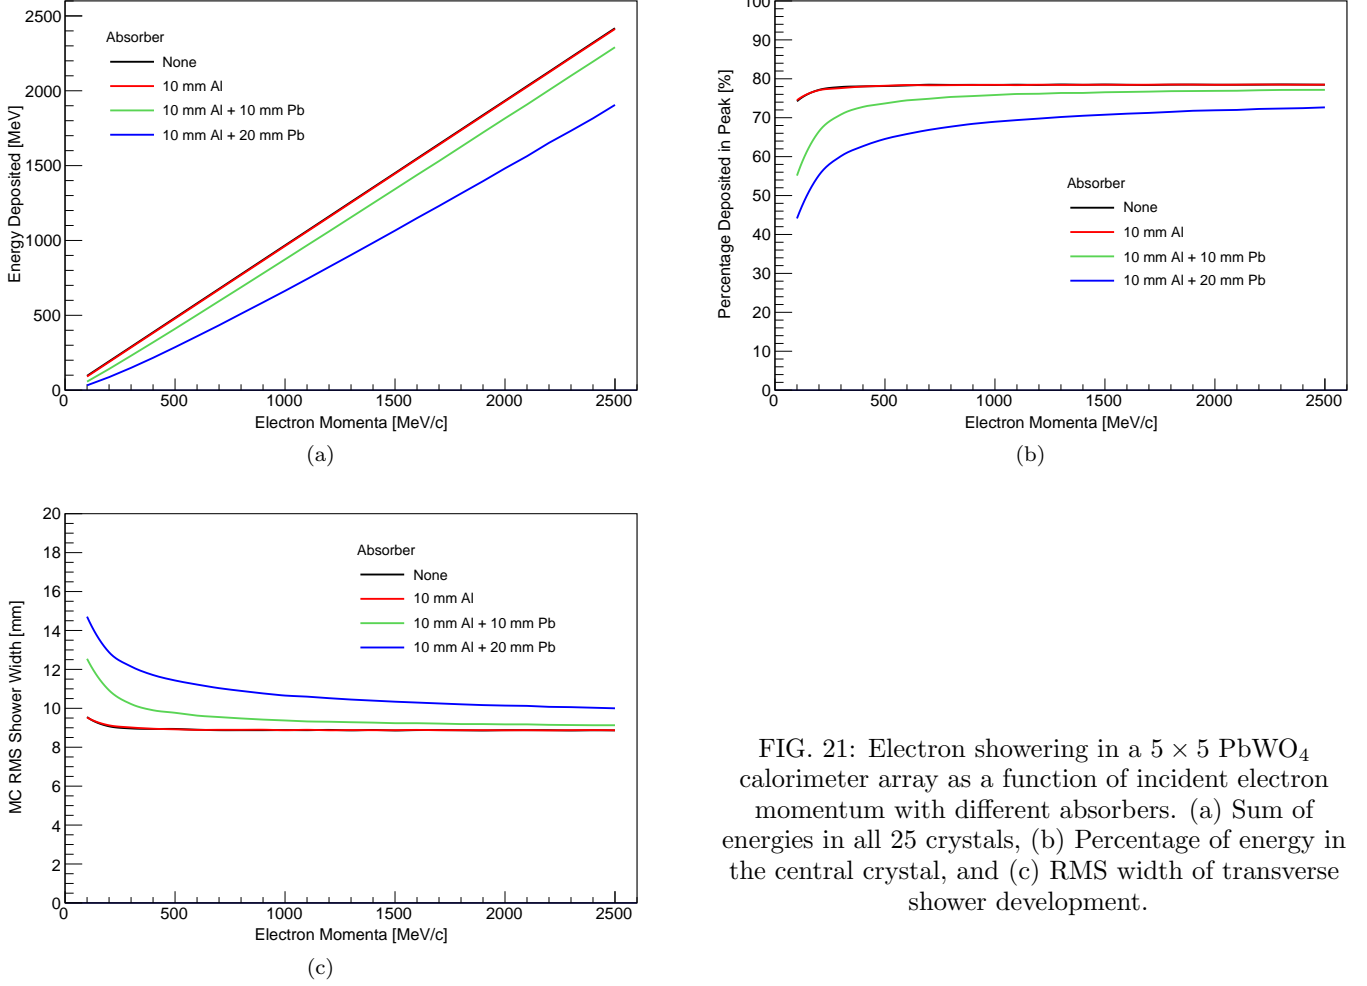 2500
2000
1500
1000
500
0
Energy Deposited [MeV]
Absorber
None
10 mm Al
10 mm Al + 10 mm Pb
10 mm Al + 20 mm Pb
0 500 1000 1500 2000 2500
Electron Momenta [MeV/c]
(a)
100
90
80
70
60
50
40
30
20
10
0
Percentage Deposited in Peak [%]
Absorber
None
10 mm Al
10 mm Al + 10 mm Pb
10 mm Al + 20 mm Pb
0 500 1000 1500 2000 2500
Electron Momenta [MeV/c]
(b)
20
18
16
14
12
10
8
6
4
2
0
MC RMS Shower Width [mm]
Absorber
None
10 mm Al
10 mm Al + 10 mm Pb
10 mm Al + 20 mm Pb
0 500 1000 1500 2000 2500
Electron Momenta [MeV/c]
(c)
FIG. 21: Electron showering in a 5 × 5 PbWO₄
calorimeter array as a function of incident electron
momentum with different absorbers. (a) Sum of
energies in all 25 crystals, (b) Percentage of energy in
the central crystal, and (c) RMS width of transverse
shower development.